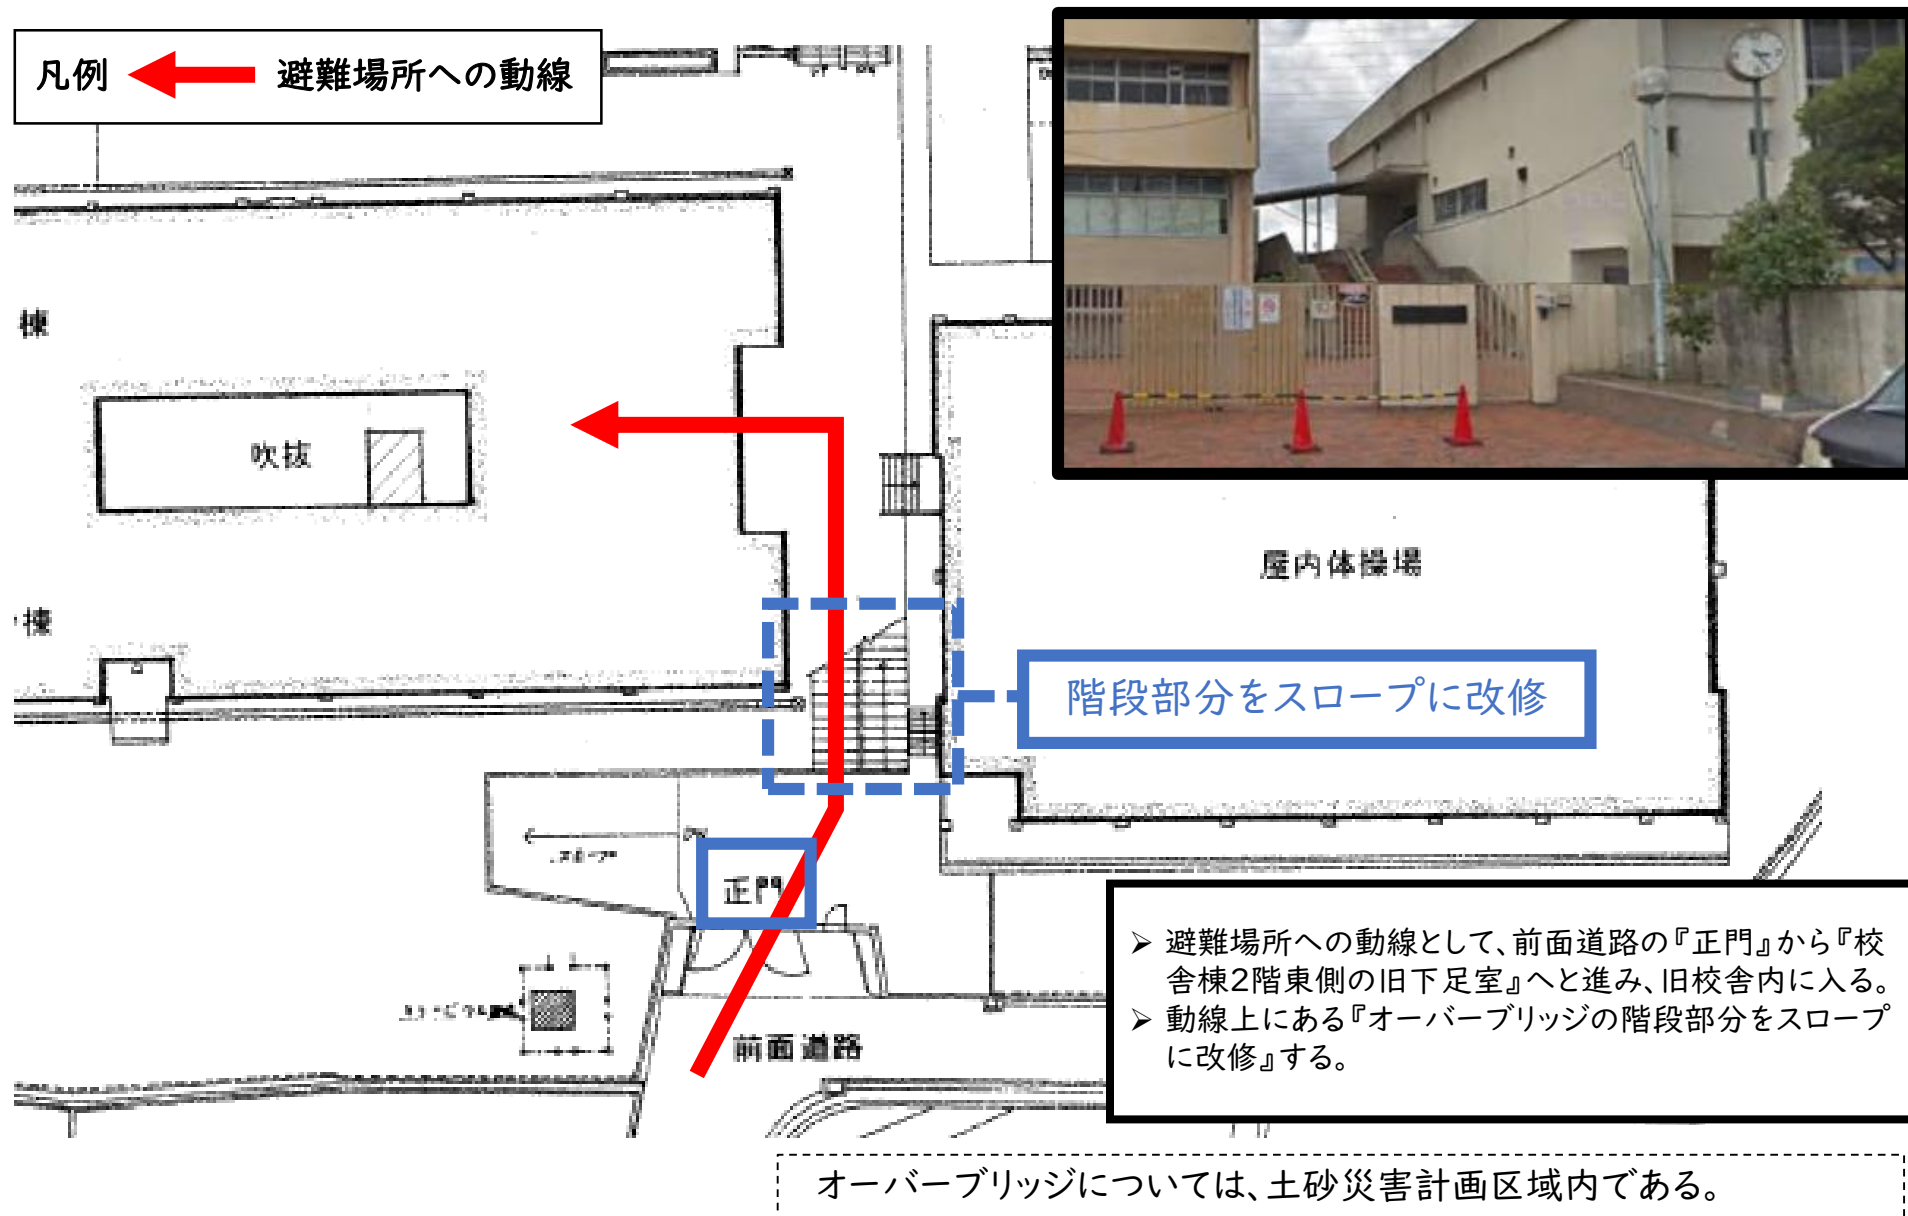 凡例 避難場所への動線
棟
吹抜
屋内体操場
棟
階段部分をスロープに改修
スロープ
正門
➢ 避難場所への動線として、前面道路の『正門』から『校
舎棟2階東側の旧下足室』へと進み、旧校舎内に入る。
➢ 動線上にある『オーバーブリッジの階段部分をスロープ
に改修』する。
前面道路
オーバーブリッジについては、土砂災害計画区域内である。